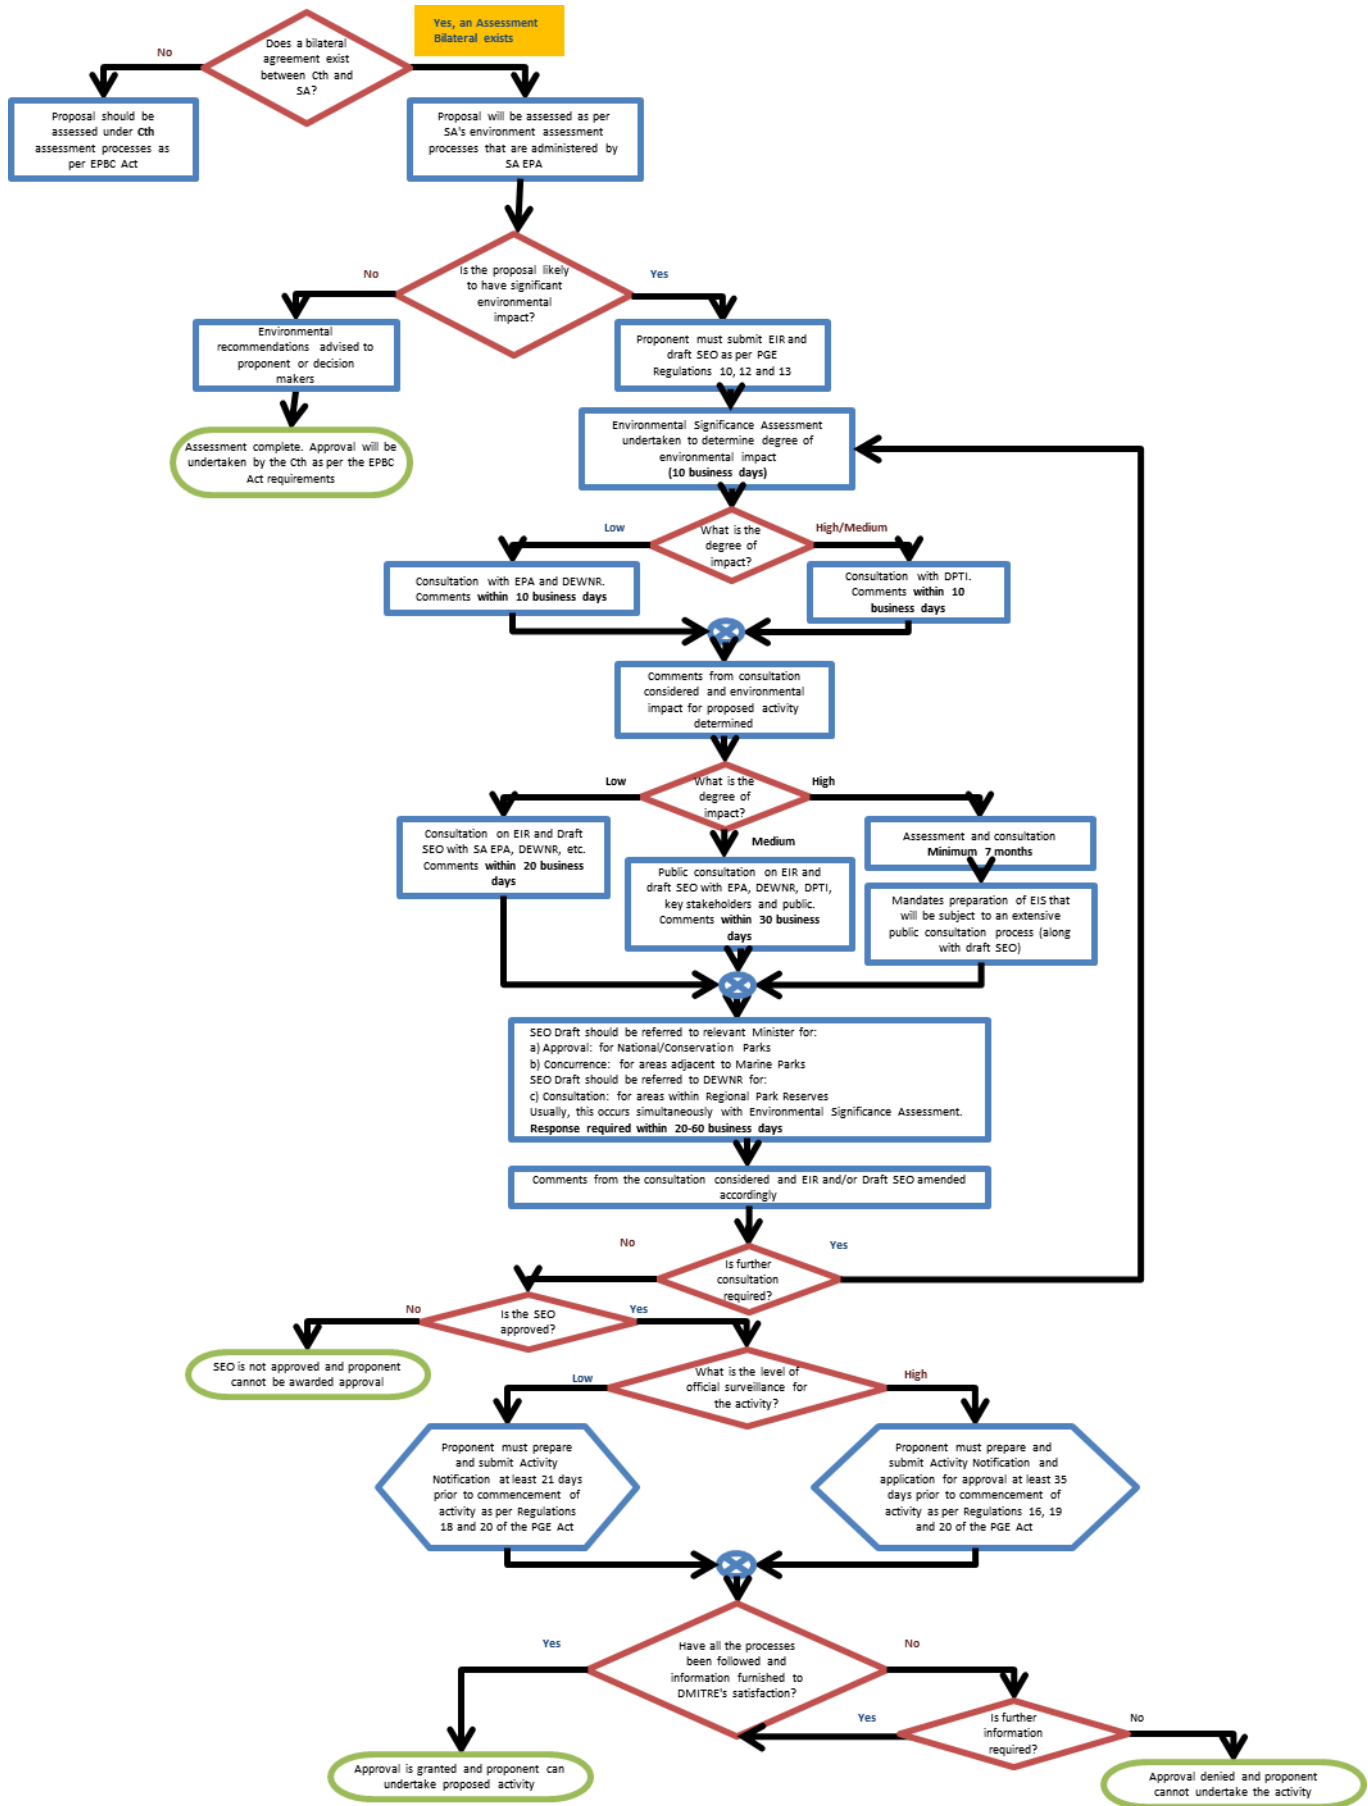 Yes, an Assessment
Bilateral exists
Does a bilateral
agreement exist
between Cth and
SA?
No
Proposal should be
assessed under Cth
assessment processes as
per EPBC Act
Proposal will be assessed as per
SA's environment assessment
processes that are administered by
SA EPA
Is the proposal likely
to have significant
environmental
impact?
No
Yes
Environmental
recommendations advised to
proponent or decision
makers
Proponent must submit EIR and
draft SEO as per PGE
Regulations 10, 12 and 13
Assessment complete. Approval will be
undertaken by the Cth as per the EPBC
Act requirements
Environmental Significance Assessment
undertaken to determine degree of
environmental impact
(10 business days)
What is the
degree of
impact?
Low
High/Medium
Consultation with EPA and DEWNR.
Comments within 10 business days
Consultation with DPTI.
Comments within 10
business days
Comments from consultation
considered and environmental
impact for proposed activity
determined
What is the
degree of
impact?
Low
High
Medium
Consultation on EIR and Draft
SEO with SA EPA, DEWNR, etc.
Comments within 20 business
days
Public consultation on EIR and
draft SEO with EPA, DEWNR, DPTI,
key stakeholders and public.
Comments within 30 business
days
Assessment and consultation
Minimum 7 months
Mandates preparation of EIS that
will be subject to an extensive
public consultation process (along
with draft SEO)
SEO Draft should be referred to relevant Minister for:
a) Approval: for National/Conservation Parks
b) Concurrence: for areas adjacent to Marine Parks
SEO Draft should be referred to DEWNR for:
c) Consultation: for areas within Regional Park Reserves
Usually, this occurs simultaneously with Environmental Significance Assessment.
Response required within 20-60 business days
Comments from the consultation considered and EIR and/or Draft SEO amended
accordingly
Is further
consultation
required?
No
Yes
Is the SEO
approved?
No
Yes
SEO is not approved and proponent
cannot be awarded approval
What is the level of
official surveillance for
the activity?
Low
High
Proponent must prepare
and submit Activity
Notification at least 21 days
prior to commencement of
activity as per Regulations
18 and 20 of the PGE Act
Proponent must prepare and
submit Activity Notification and
application for approval at least 35
days prior to commencement of
activity as per Regulations 16, 19
and 20 of the PGE Act
Have all the processes
been followed and
information furnished to
DMITRE's satisfaction?
Yes
No
Is further
information
required?
Yes
No
Approval is granted and proponent can
undertake proposed activity
Approval denied and proponent
cannot undertake the activity